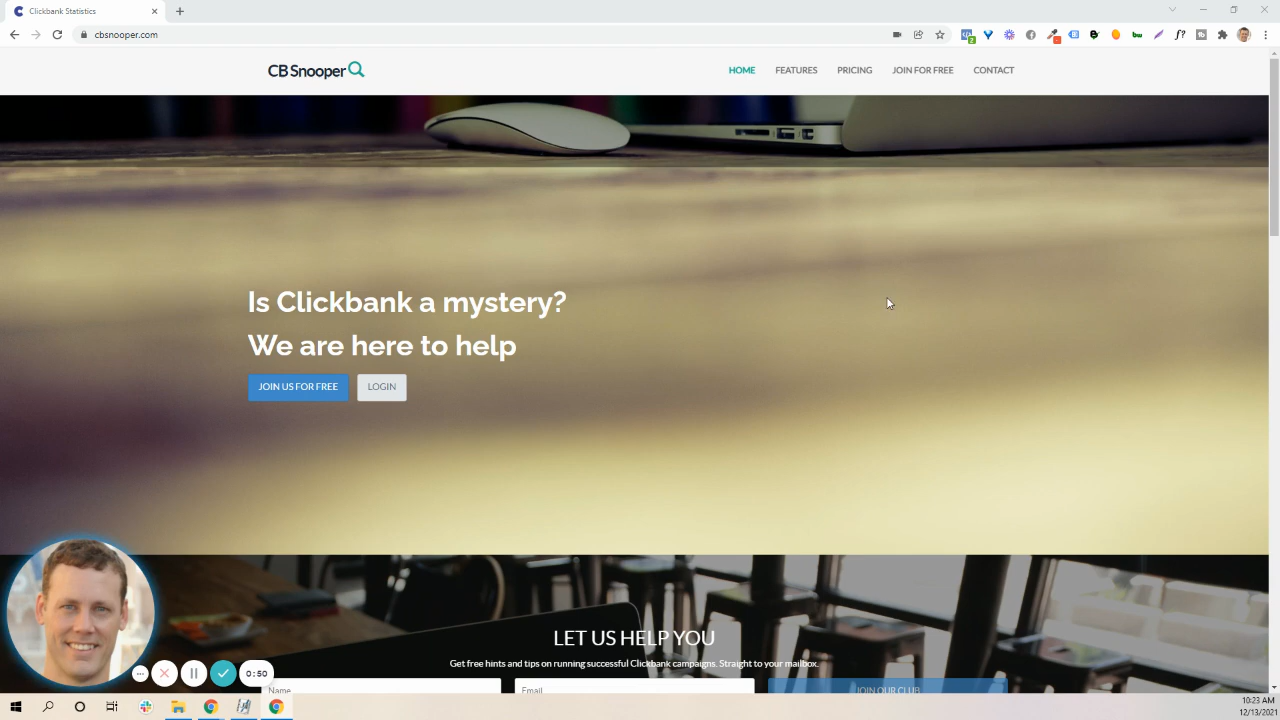 Clickbank Statistics
cbsnooper.com
2
CB Snooper
HOME FEATURES PRICING JOIN FOR FREE CONTACT
Is Clickbank a mystery?
We are here to help
JOIN US FOR FREE LOGIN
LET US HELP YOU
Get free hints and tips on running successful Clickbank campaigns. Straight to your mailbox.
Name Email JOIN OUR CLUB
0:50
10:23 AM
12/13/2021